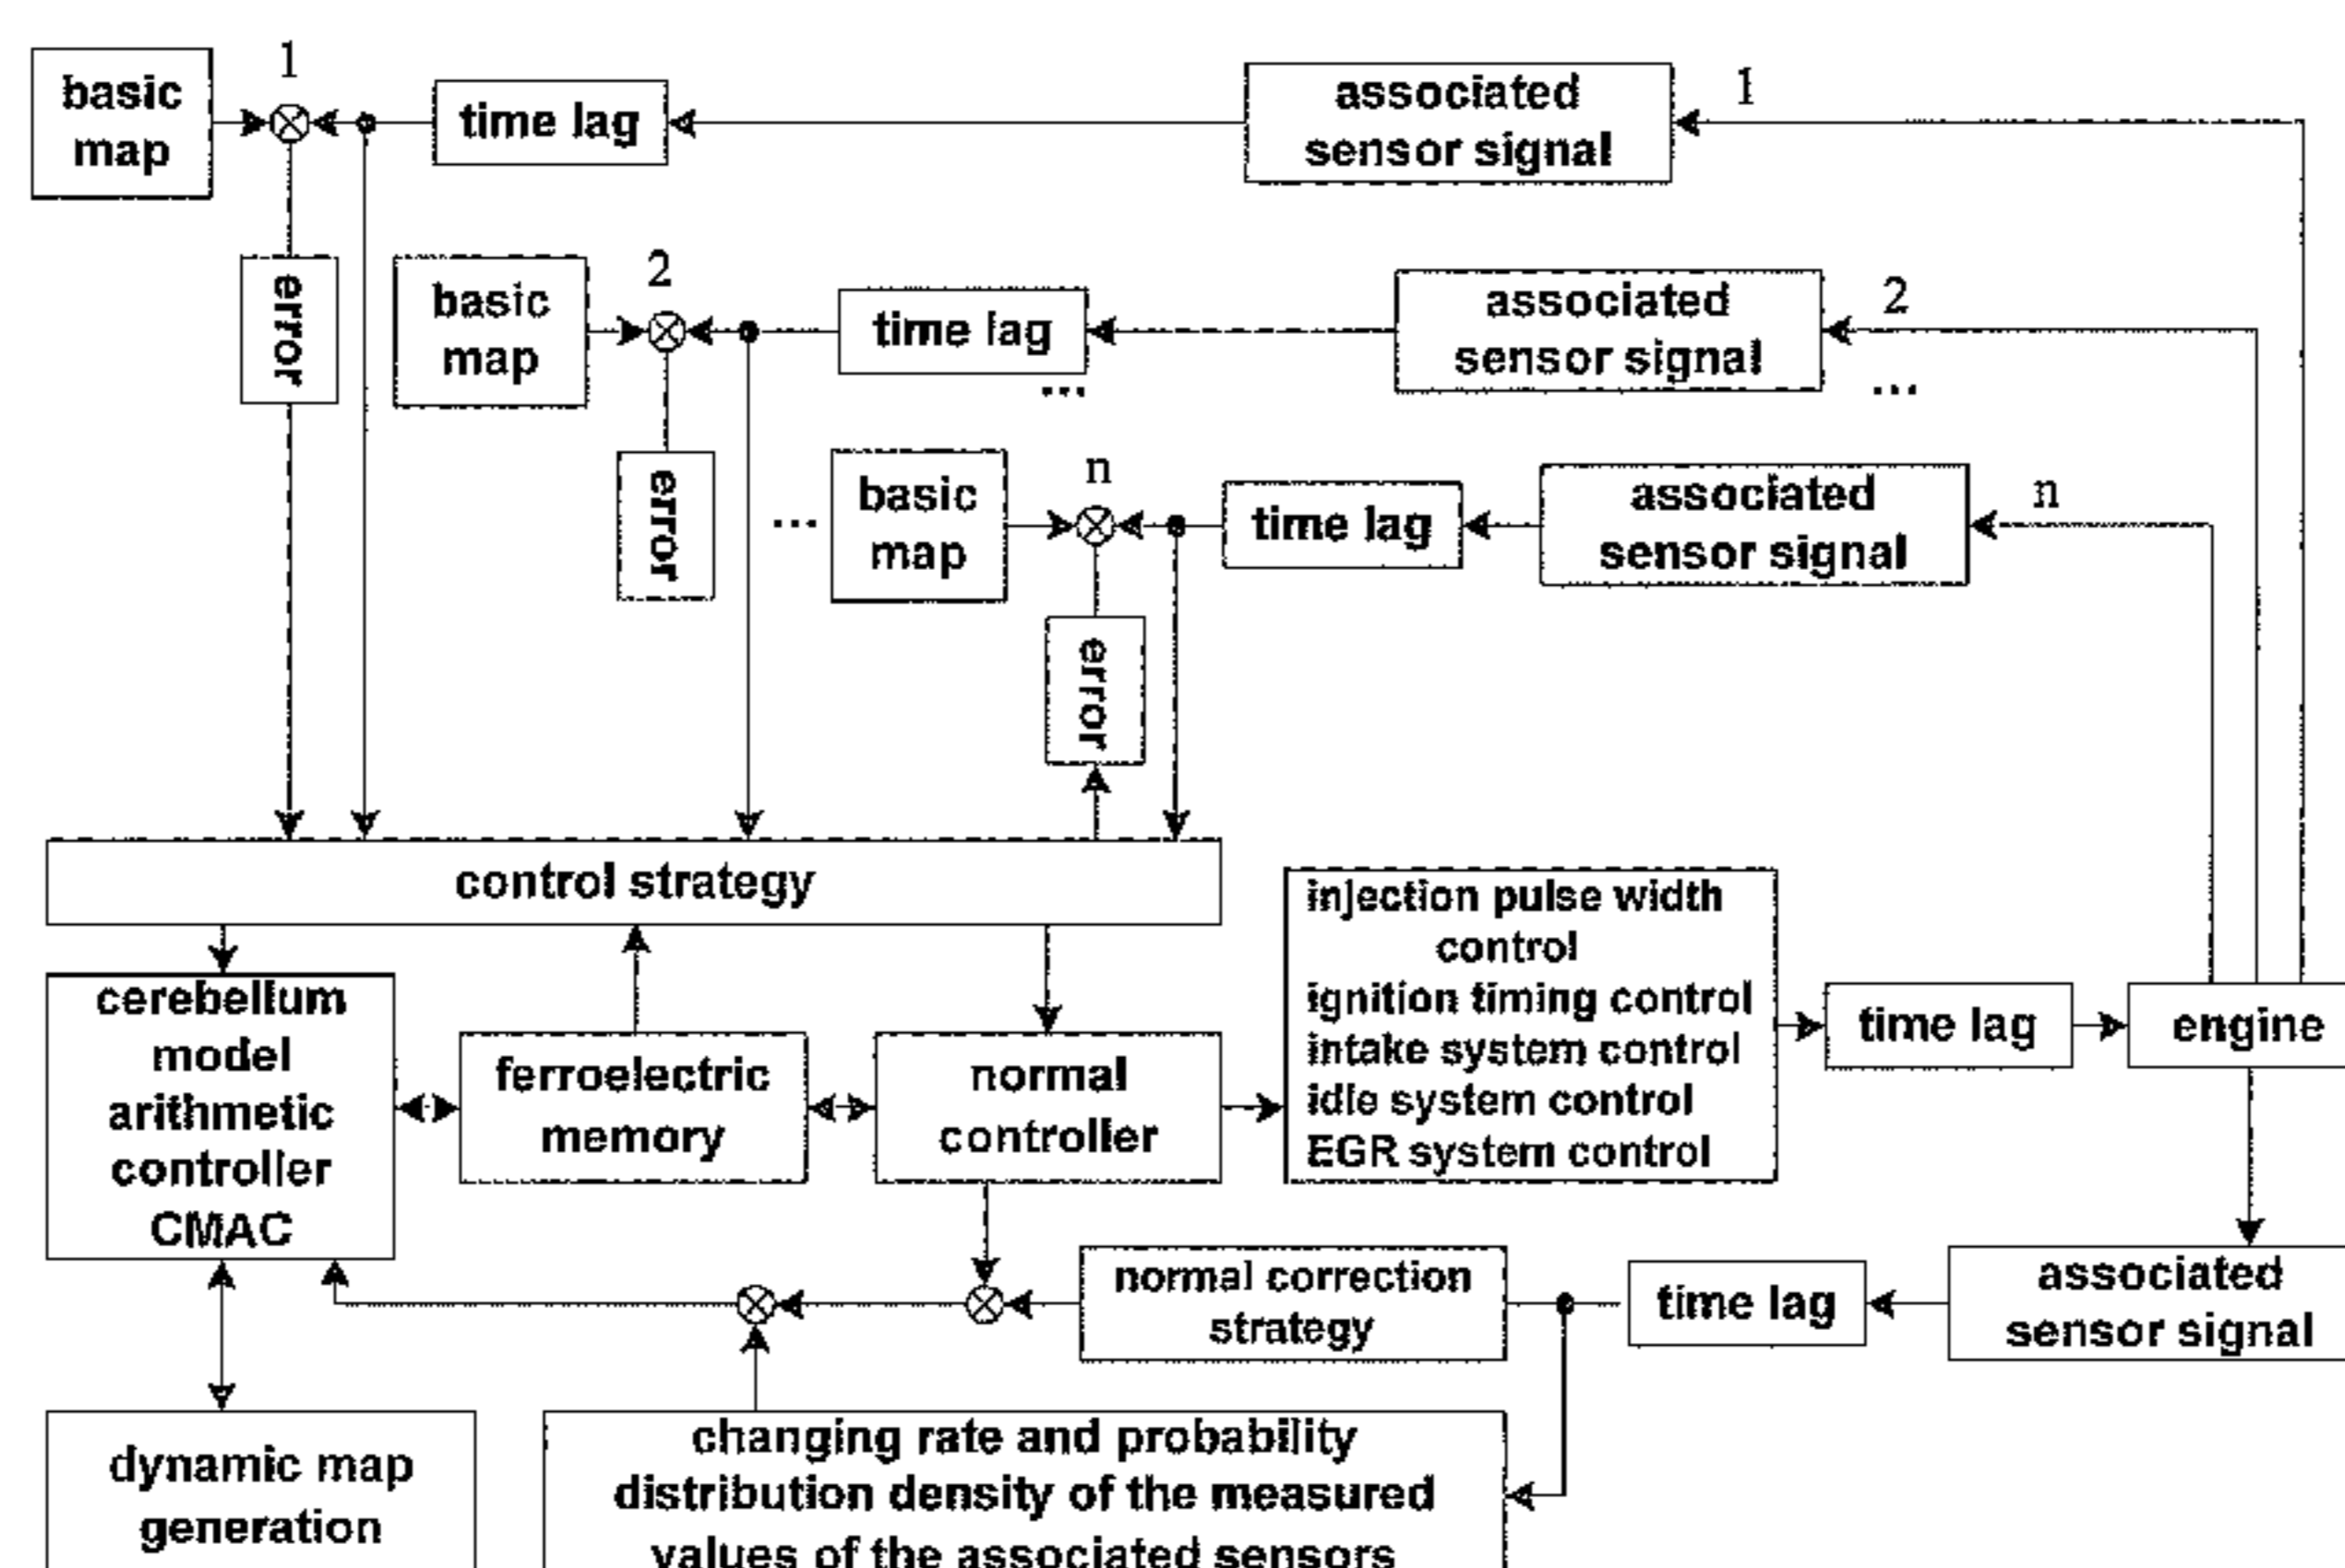 1
basic
map
time lag
associated
sensor signal
1
error
basic
map
2
time lag
...
associated
sensor signal
2
...
error
...
basic
map
n
time lag
associated
sensor signal
n
error
control strategy
cerebellum
model
arithmetic
controller
CMAC
ferroelectric
memory
normal
controller
injection pulse width
control
ignition timing control
intake system control
idle system control
EGR system control
time lag
engine
normal correction
strategy
time lag
associated
sensor signal
dynamic map
generation
changing rate and probability
distribution density of the measured
values of the associated sensors